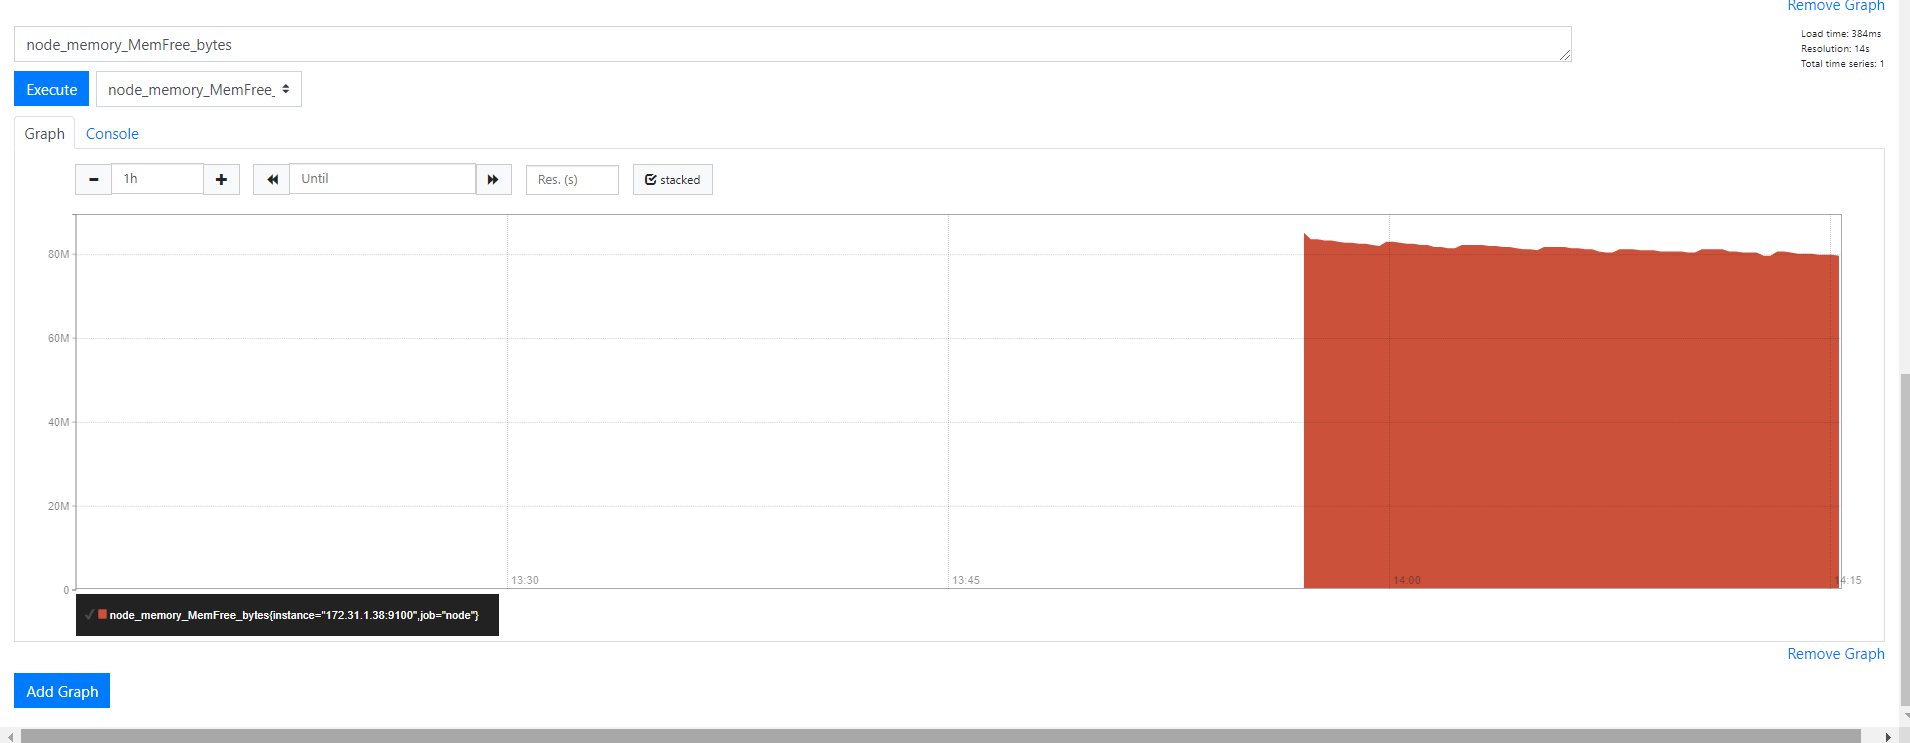 Remove Graph
node_memory_MemFree_bytes
Load time: 384ms
Resolution: 14s
Total time series: 1
Execute
node_memory_MemFree_
Graph
Console
1h
Until
Res. (s)
stacked
80M
60M
40M
20M
0
13:30
13:45
14:00
14:15
node_memory_MemFree_bytes{instance="172.31.1.38:9100",job="node"}
Remove Graph
Add Graph